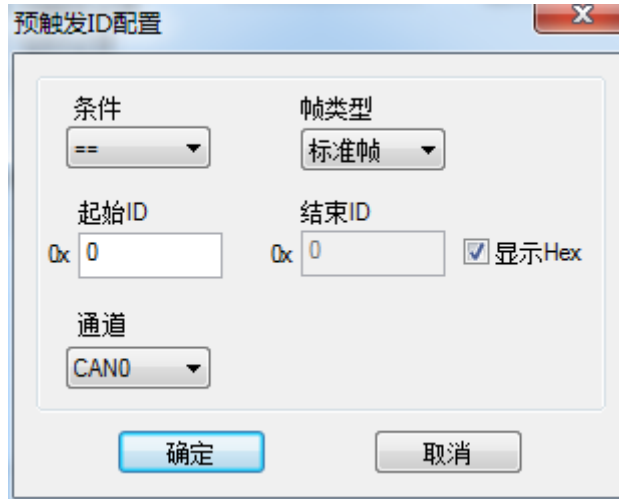 预触发ID配置
条件 帧类型
== 标准帧
起始ID 结束ID
0x 0 0x 0 显示Hex
通道
CAN0
确定 取消